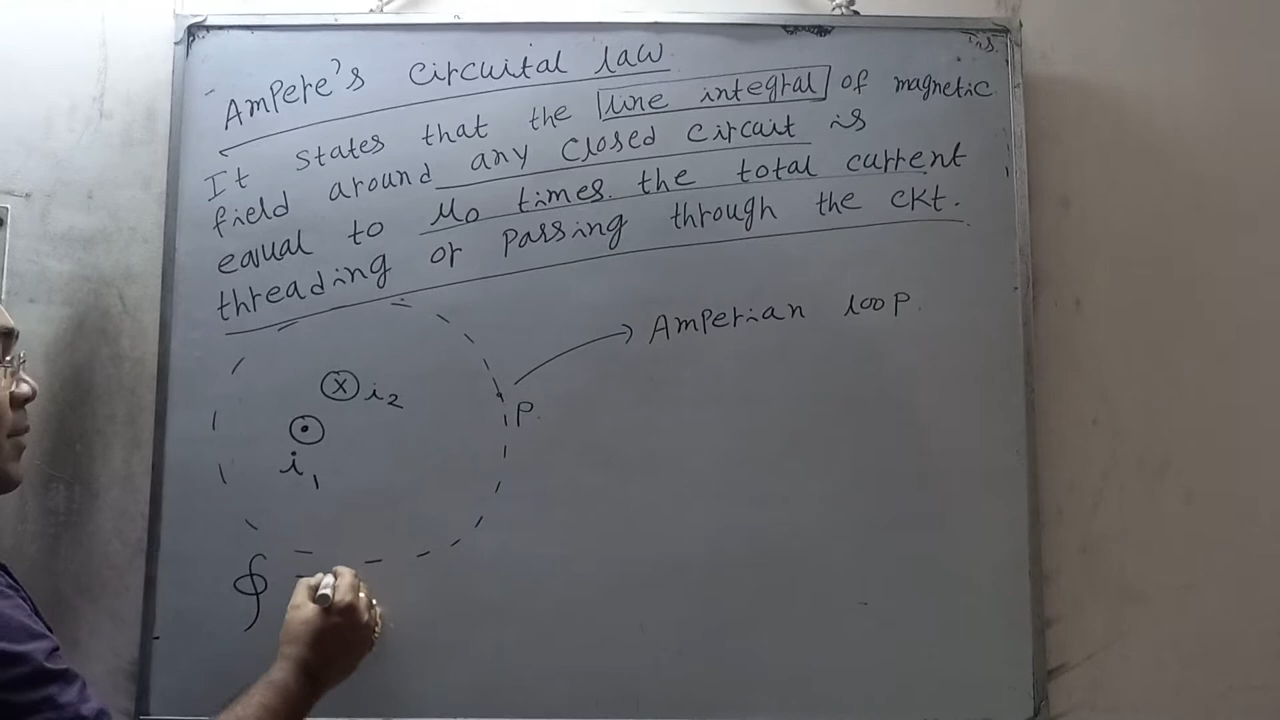 Ampere's circuital law
It states that the line integral of magnetic
field around any closed circuit is
equal to μ₀ times the total current
threading or passing through the ckt.
Amperian loop.
i₂
P.
i₁
∮